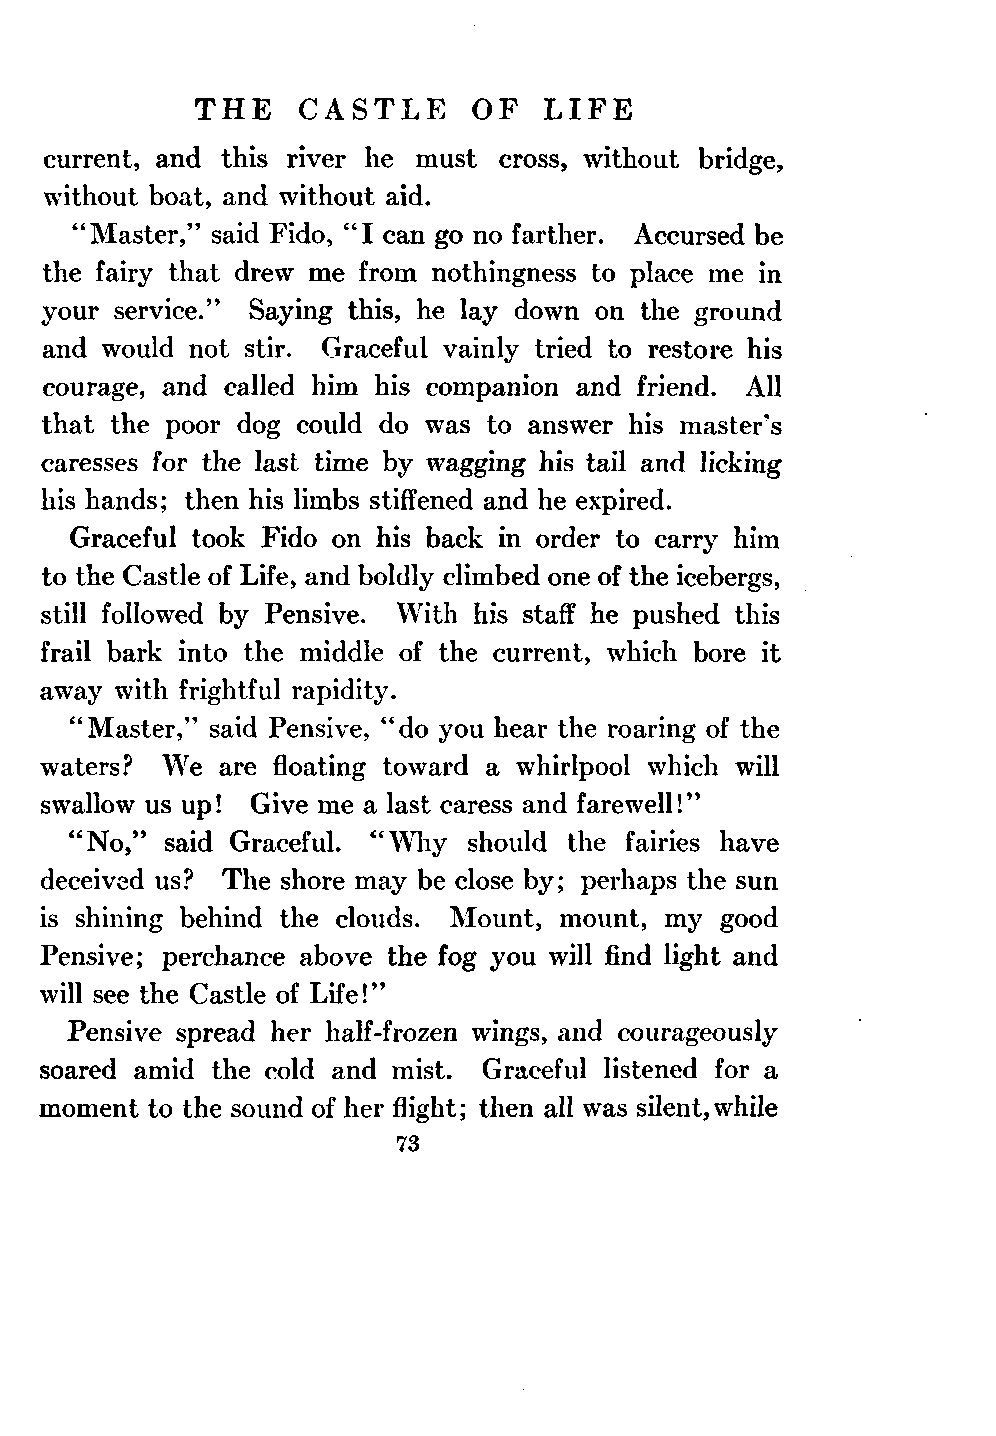 THE CASTLE OF LIFE
current, and this river he must cross, without bridge,
without boat, and without aid.
"Master," said Fido, "I can go no farther. Accursed be
the fairy that drew me from nothingness to place me in
your service." Saying this, he lay down on the ground
and would not stir. Graceful vainly tried to restore his
courage, and called him his companion and friend. All
that the poor dog could do was to answer his master's
caresses for the last time by wagging his tail and licking
his hands; then his limbs stiffened and he expired.
Graceful took Fido on his back in order to carry him
to the Castle of Life, and boldly climbed one of the icebergs,
still followed by Pensive. With his staff he pushed this
frail bark into the middle of the current, which bore it
away with frightful rapidity.
"Master," said Pensive, "do you hear the roaring of the
waters? We are floating toward a whirlpool which will
swallow us up! Give me a last caress and farewell!"
"No," said Graceful. "Why should the fairies have
deceived us? The shore may be close by; perhaps the sun
is shining behind the clouds. Mount, mount, my good
Pensive; perchance above the fog you will find light and
will see the Castle of Life!"
Pensive spread her half-frozen wings, and courageously
soared amid the cold and mist. Graceful listened for a
moment to the sound of her flight; then all was silent, while
73